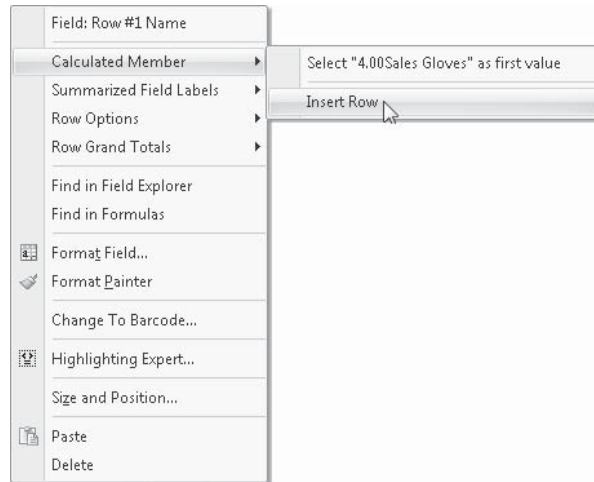 Field: Row #1 Name
Calculated Member
Select "4.00Sales Gloves" as first value
Insert Row
Summarized Field Labels
Row Options
Row Grand Totals
Find in Field Explorer
Find in Formulas
Format Field...
Format Painter
Change To Barcode...
Highlighting Expert...
Size and Position...
Paste
Delete